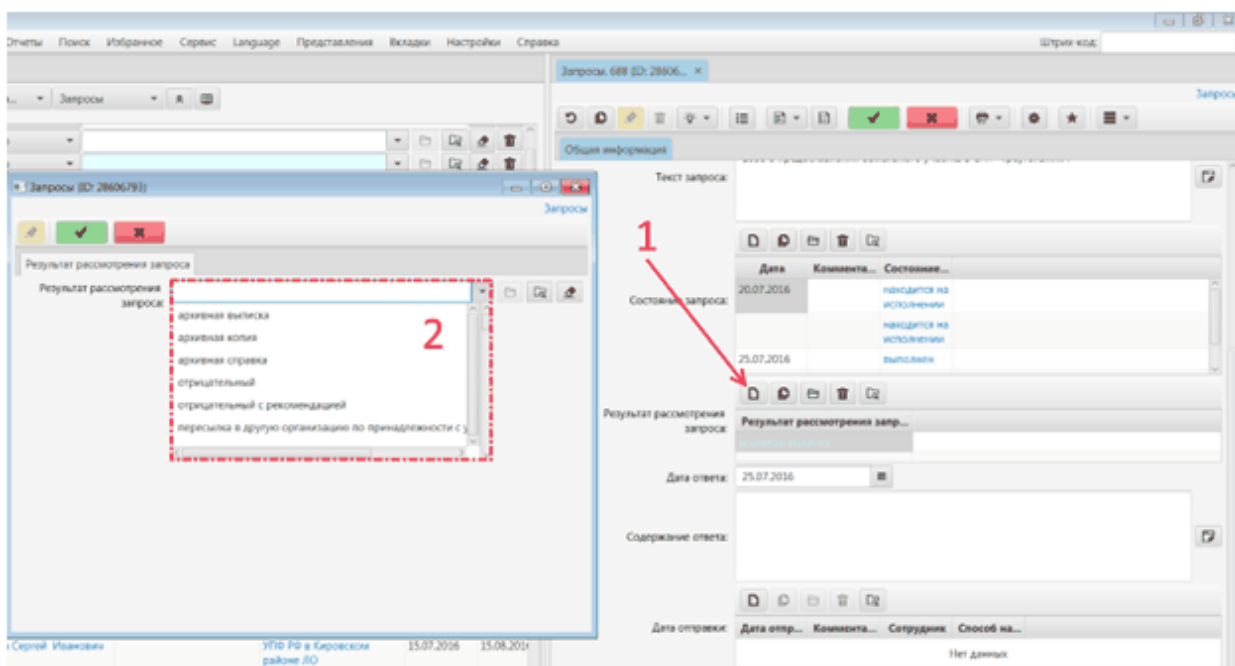 Отчеты Поиск Избранное Сервис Language Представления Вкладки Настройки Справка
Штрих-код:
Запросы. 688 (ID: 28606... ×
Запросы
Запросы
Общая информация
Текст запроса:
Запросы (ID: 28606793)
Запросы
Результат рассмотрения запроса
Результат рассмотрения
запроса:
архивная выписка
архивная копия
архивная справка
отрицательный
отрицательный с рекомендацией
пересылка в другую организацию по принадлежности с у
2
1
Состояние запроса:
Дата Коммента... Состояние...
20.07.2016 находится на
исполнении
находится на
исполнении
25.07.2016 выполнен
Результат рассмотрения
запроса:
Результат рассмотрения запр...
архивная выписка
Дата ответа: 25.07.2016
Содержание ответа:
Дата отправки:
Дата отпр... Коммента... Сотрудник Способ на...
Нет данных
Сергей Иванович УПФ РФ в Кировском 15.07.2016 15.08.201
районе ЛО